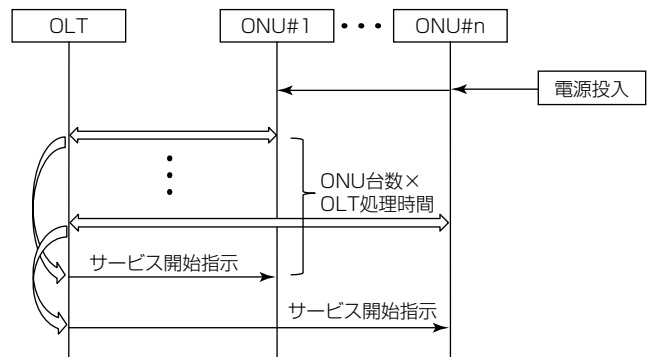 OLT
ONU#1
ONU#n
電源投入
ONU台数×
OLT処理時間
サービス開始指示
サービス開始指示